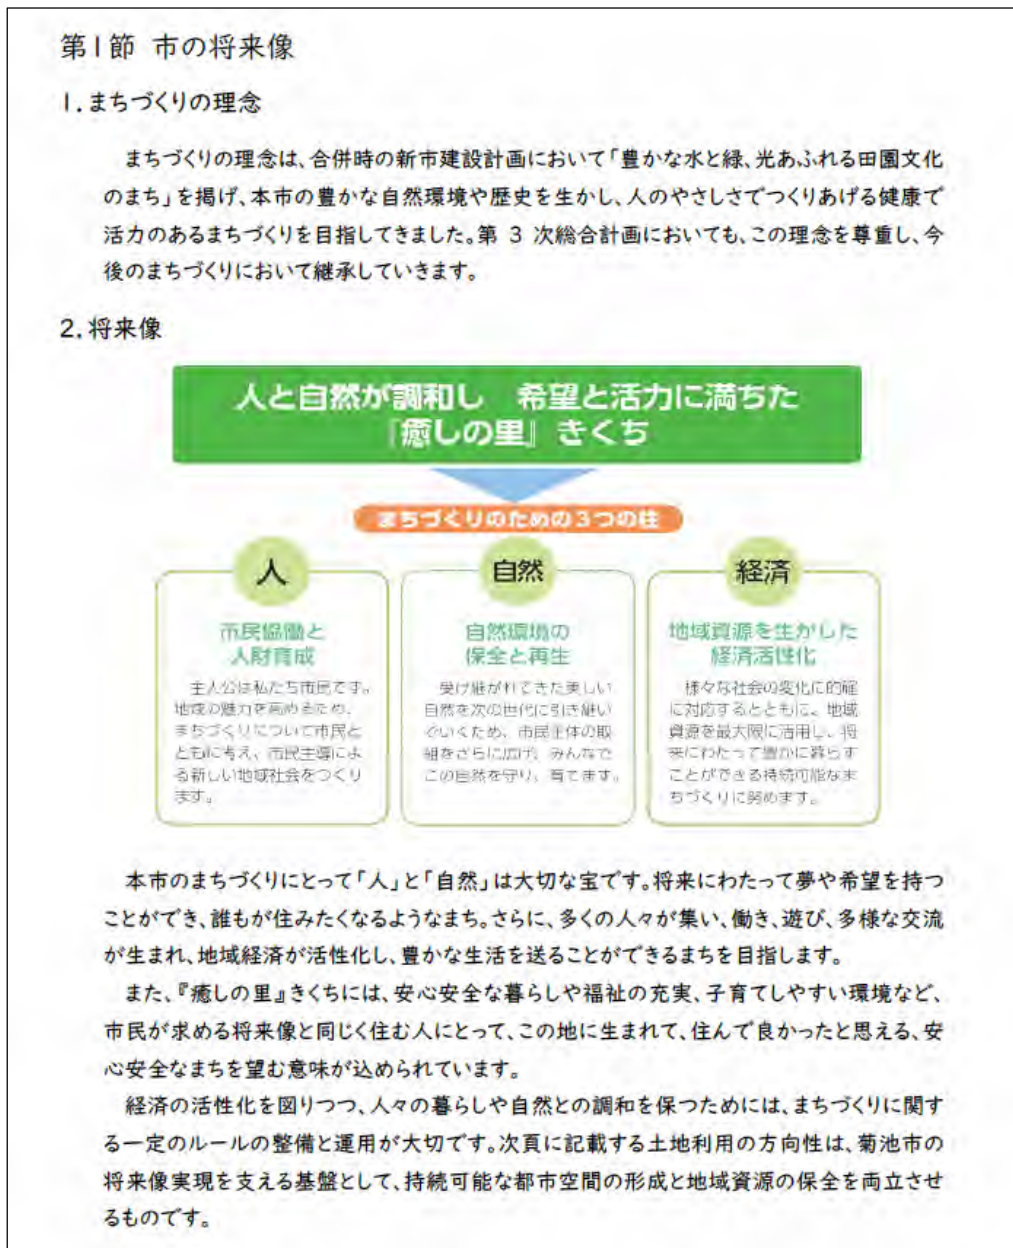 第1節 市の将来像
1.まちづくりの理念
まちづくりの理念は、合併時の新市建設計画において「豊かな水と緑、光あふれる田園文化
のまち」を掲げ、本市の豊かな自然環境や歴史を生かし、人のやさしさでつくりあげる健康で
活力のあるまちづくりを目指してきました。第 3 次総合計画においても、この理念を尊重し、今
後のまちづくりにおいて継承していきます。
2.将来像
人と自然が調和し 希望と活力に満ちた
『癒しの里』きくち
まちづくりのための3つの柱
人
市民協働と
人財育成
主人公は私たち市民です。
地域の魅力を高めるため、
まちづくりについて市民と
ともに考え、市民主導によ
る新しい地域社会をつくり
ます。
自然
自然環境の
保全と再生
受け継がれてきた美しい
自然を次の世代に引き継い
でいくため、市民主体の取
組をさらに広げ、みんなで
この自然を守り、育てます。
経済
地域資源を生かした
経済活性化
様々な社会の変化に的確
に対応するとともに、地域
資源を最大限に活用し、将
来にわたって豊かに暮らす
ことができる持続可能なま
ちづくりに努めます。
本市のまちづくりにとって「人」と「自然」は大切な宝です。将来にわたって夢や希望を持つ
ことができ、誰もが住みたくなるようなまち。さらに、多くの人々が集い、働き、遊び、多様な交流
が生まれ、地域経済が活性化し、豊かな生活を送ることができるまちを目指します。
また、『癒しの里』きくちには、安心安全な暮らしや福祉の充実、子育てしやすい環境など、
市民が求める将来像と同じく住む人にとって、この地に生まれて、住んで良かったと思える、安
心安全なまちを望む意味が込められています。
経済の活性化を図りつつ、人々の暮らしや自然との調和を保つためには、まちづくりに関す
る一定のルールの整備と運用が大切です。次頁に記載する土地利用の方向性は、菊池市の
将来像実現を支える基盤として、持続可能な都市空間の形成と地域資源の保全を両立させ
るものです。